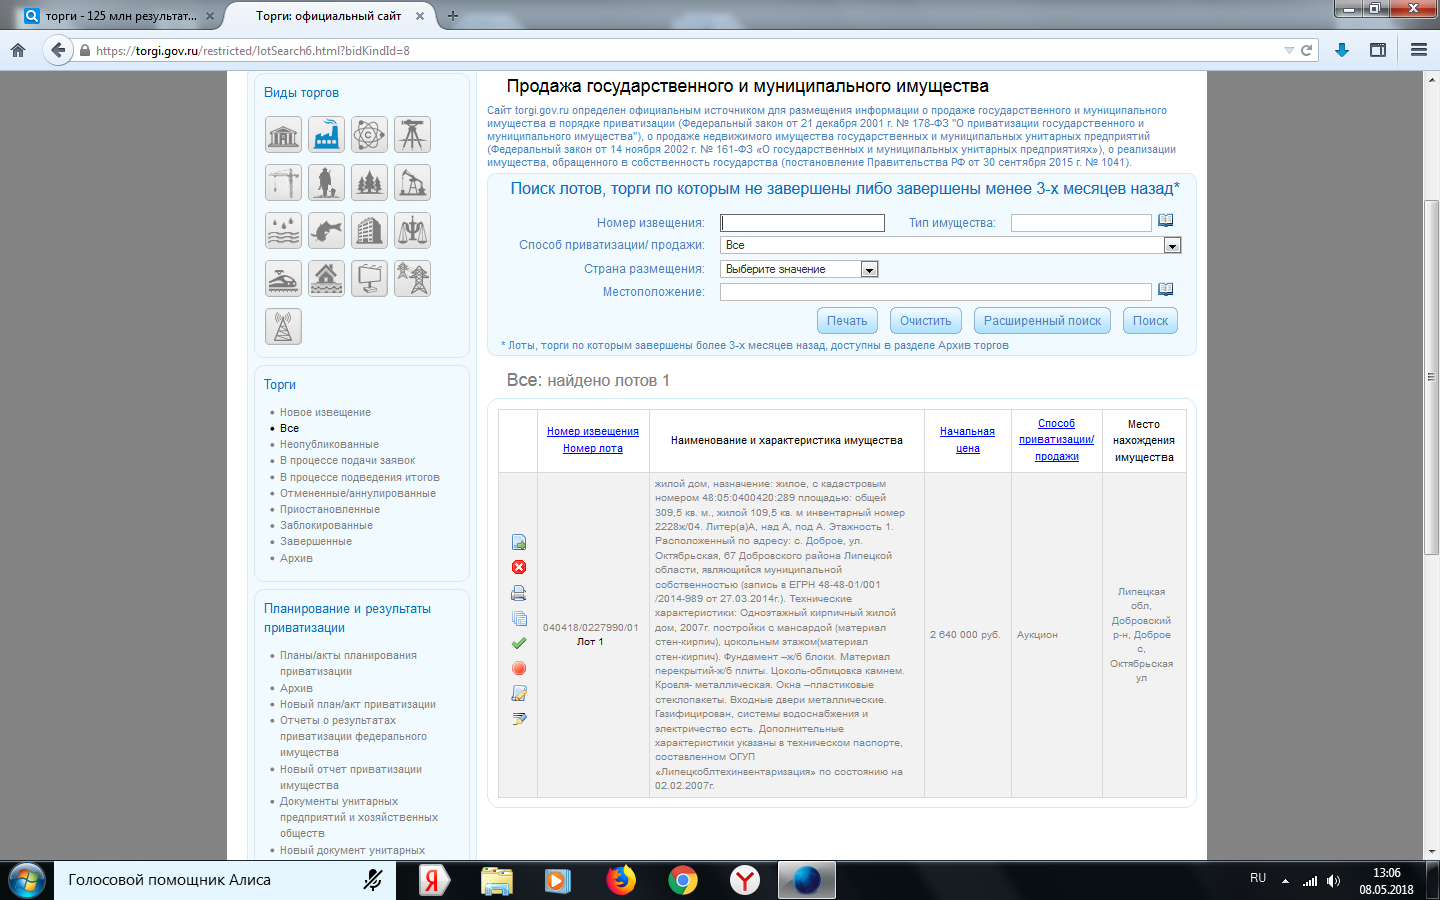 торги - 125 млн результат...
Торги: официальный сайт
https://torgi.gov.ru/restricted/lotSearch6.html?bidKindId=8
Виды торгов
Торги
Новое извещение
Все
Неопубликованные
В процессе подачи заявок
В процессе подведения итогов
Отмененные/аннулированные
Приостановленные
Заблокированные
Завершенные
Архив
Планирование и результаты
приватизации
Планы/акты планирования
приватизации
Архив
Новый план/акт приватизации
Отчеты о результатах
приватизации федерального
имущества
Новый отчет приватизации
имущества
Документы унитарных
предприятий и хозяйственных
обществ
Новый документ унитарных
Продажа государственного и муниципального имущества
Сайт torgi.gov.ru определен официальным источником для размещения информации о продаже государственного и муниципального
имущества в порядке приватизации (Федеральный закон от 21 декабря 2001 г. № 178-ФЗ "О приватизации государственного и
муниципального имущества"), о продаже недвижимого имущества государственных и муниципальных унитарных предприятий
(Федеральный закон от 14 ноября 2002 г. № 161-ФЗ «О государственных и муниципальных унитарных предприятиях»), о реализации
имущества, обращенного в собственность государства (постановление Правительства РФ от 30 сентября 2015 г. № 1041).
Поиск лотов, торги по которым не завершены либо завершены менее 3-х месяцев назад*
Номер извещения:
Тип имущества:
Способ приватизации/ продажи:
Все
Страна размещения:
Выберите значение
Местоположение:
Печать
Очистить
Расширенный поиск
Поиск
* Лоты, торги по которым завершены более 3-х месяцев назад, доступны в разделе Архив торгов
Все: найдено лотов 1
Номер извещения
Номер лота
Наименование и характеристика имущества
Начальная
цена
Способ
приватизации/
продажи
Место
нахождения
имущества
040418/0227990/01
Лот 1
жилой дом, назначение: жилое, с кадастровым
номером 48:05:0400420:289 площадью: общей
309,5 кв. м., жилой 109,5 кв. м инвентарный номер
2228ж/04. Литер(а)А, над А, под А. Этажность 1.
Расположенный по адресу: с. Доброе, ул.
Октябрьская, 67 Добровского района Липецкой
области, являющийся муниципальной
собственностью (запись в ЕГРН 48-48-01/001
/2014-989 от 27.03.2014г.). Технические
характеристики: Одноэтажный кирпичный жилой
дом, 2007г. постройки с мансардой (материал
стен-кирпич), цокольным этажом(материал
стен-кирпич). Фундамент –ж/б блоки. Материал
перекрытий-ж/б плиты. Цоколь-облицовка камнем.
Кровля- металлическая. Окна –пластиковые
стеклопакеты. Входные двери металлические.
Газифицирован, системы водоснабжения и
электричество есть. Дополнительные
характеристики указаны в техническом паспорте,
составленном ОГУП
«Липецкоблтехинвентаризация» по состоянию на
02.02.2007г.
2 640 000 руб.
Аукцион
Липецкая
обл,
Добровский
р-н, Доброе
с,
Октябрьская
ул
Голосовой помощник Алиса
RU
13:06
08.05.2018